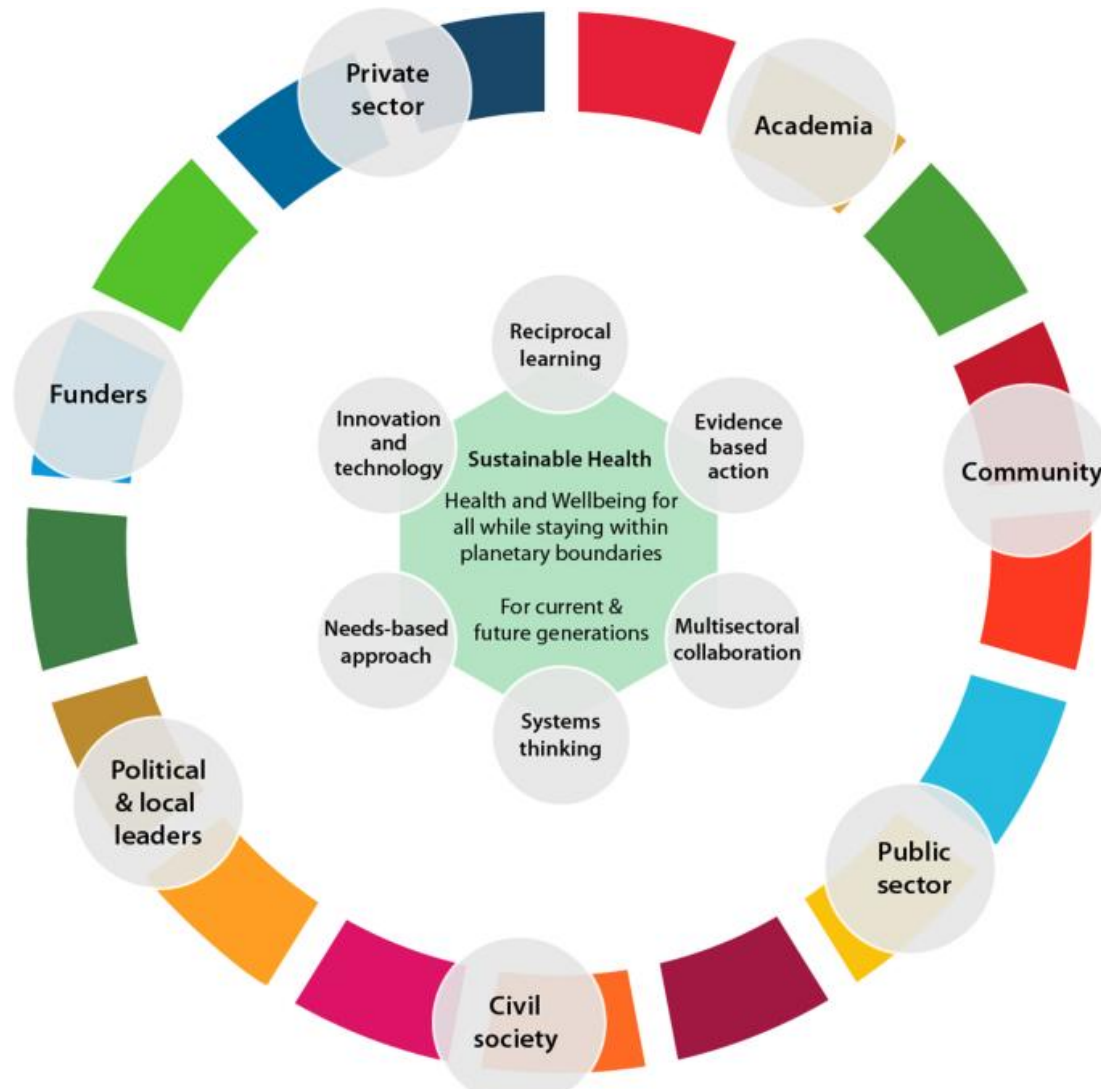 Private
sector
Academia
Funders
Community
Reciprocal
learning
Innovation
and
technology
Evidence
based
action
Sustainable Health
Health and Wellbeing for
all while staying within
planetary boundaries
For current &
future generations
Needs-based
approach
Multisectoral
collaboration
Systems
thinking
Political
& local
leaders
Public
sector
Civil
society